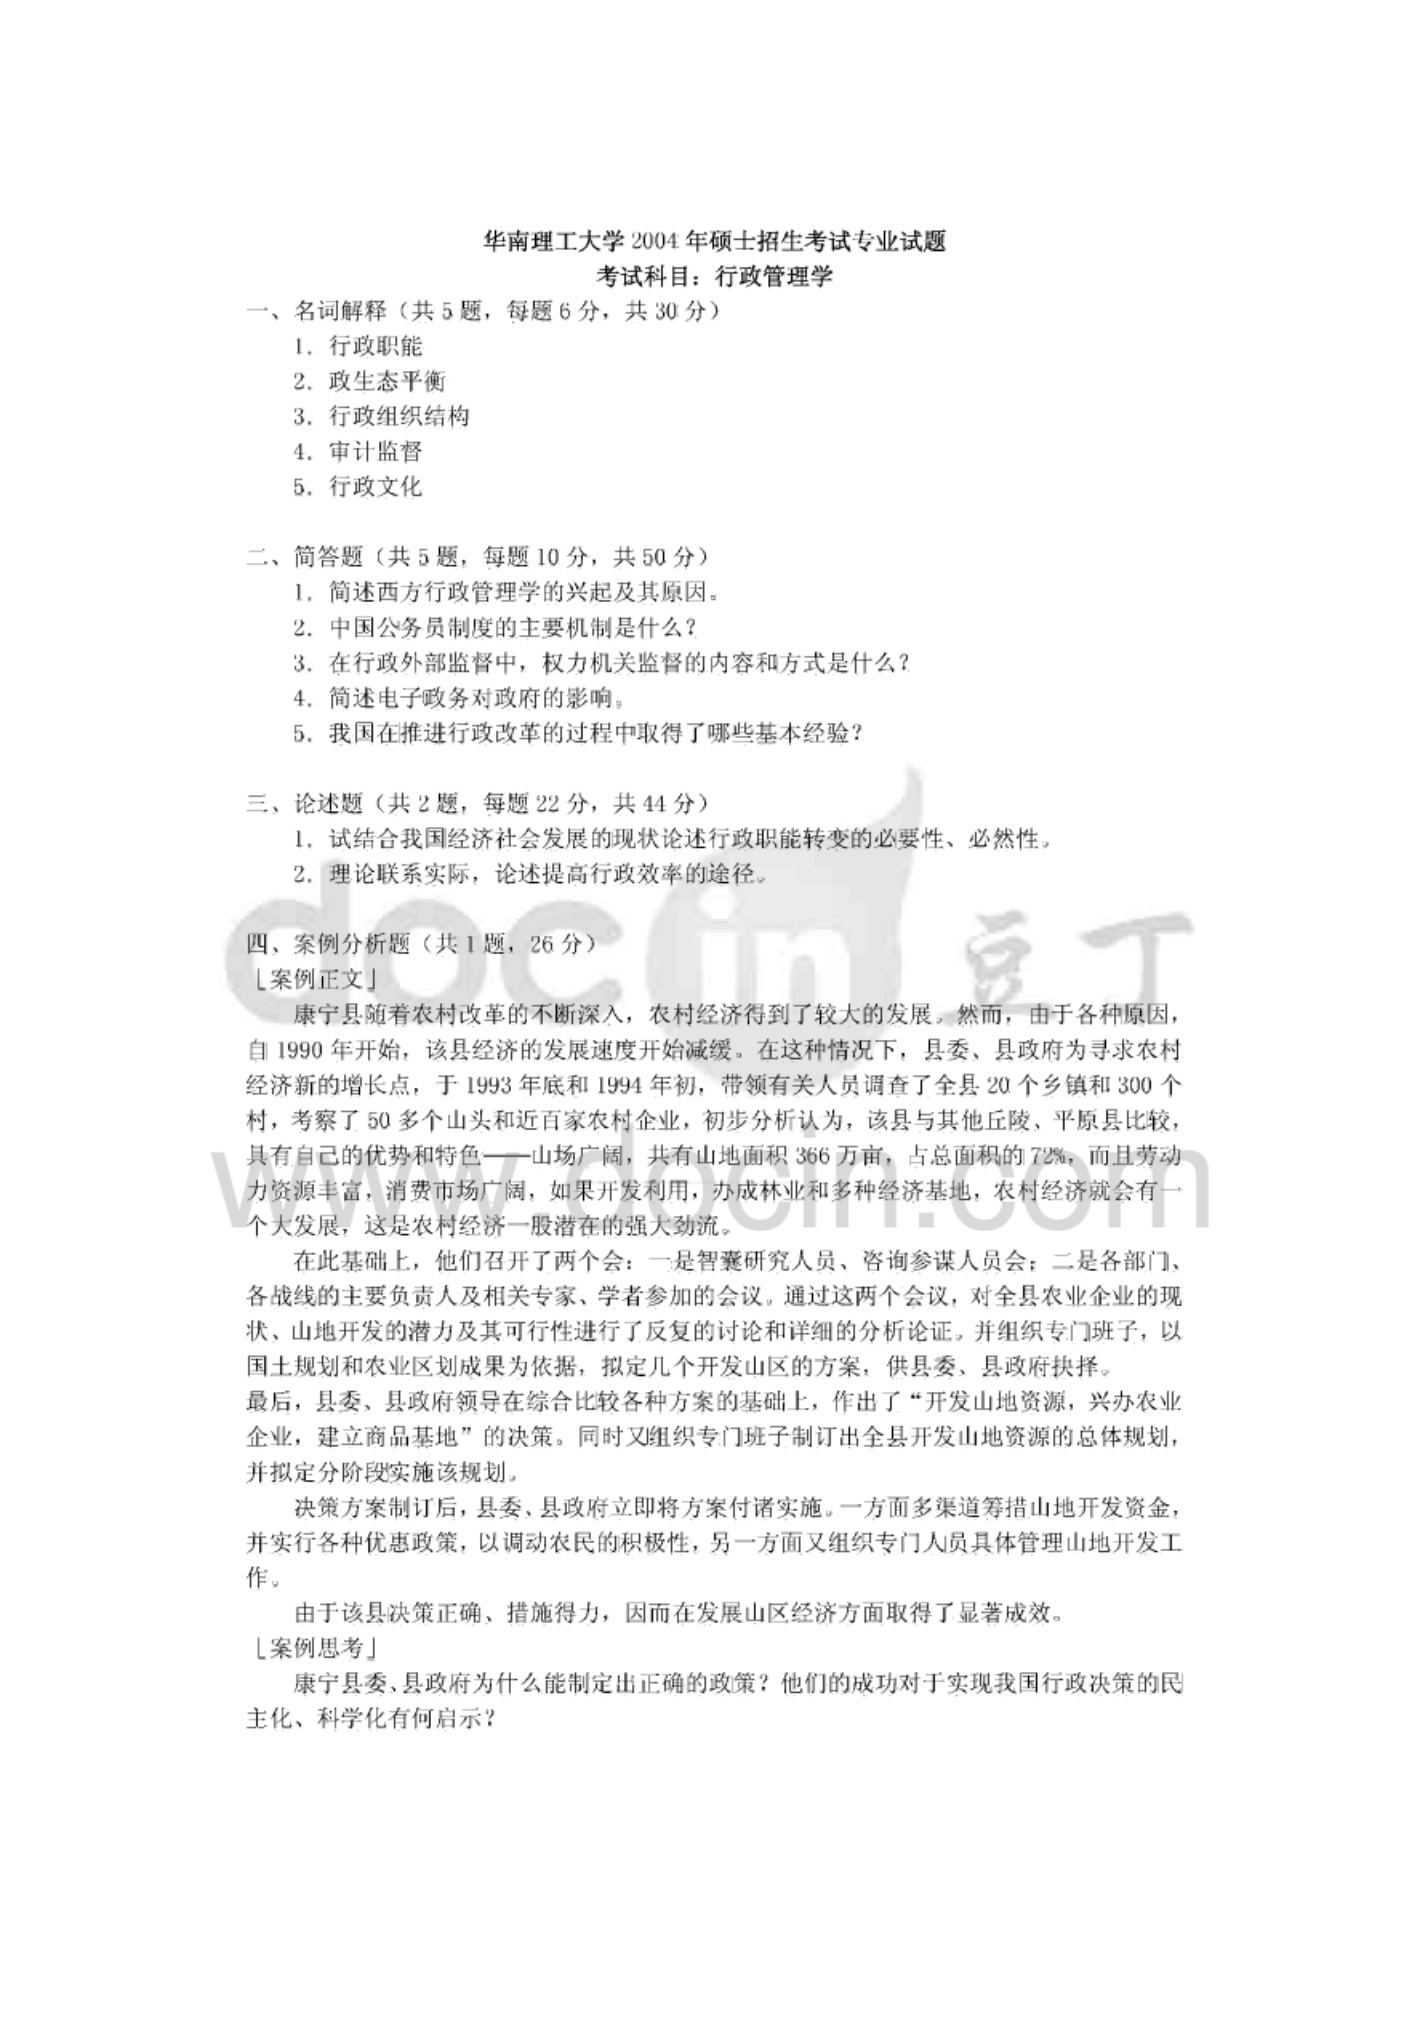 华南理工大学 2004 年硕士招生考试专业试题
考试科目：行政管理学
一、名词解释（共 5 题，每题 6 分，共 30 分）
1．行政职能
2．政生态平衡
3．行政组织结构
4．审计监督
5．行政文化
二、简答题（共 5 题，每题 10 分，共 50 分）
1．简述西方行政管理学的兴起及其原因。
2．中国公务员制度的主要机制是什么？
3．在行政外部监督中，权力机关监督的内容和方式是什么？
4．简述电子政务对政府的影响。
5．我国在推进行政改革的过程中取得了哪些基本经验？
三、论述题（共 2 题，每题 22 分，共 44 分）
1．试结合我国经济社会发展的现状论述行政职能转变的必要性、必然性。
2．理论联系实际，论述提高行政效率的途径。
docin 豆丁
四、案例分析题（共 1 题，26 分）
［案例正文］
康宁县随着农村改革的不断深入，农村经济得到了较大的发展。然而，由于各种原因，
自 1990 年开始，该县经济的发展速度开始减缓。在这种情况下，县委、县政府为寻求农村
经济新的增长点，于 1993 年底和 1994 年初，带领有关人员调查了全县 20 个乡镇和 300 个
村，考察了 50 多个山头和近百家农村企业，初步分析认为，该县与其他丘陵、平原县比较，
具有自己的优势和特色——山场广阔，共有山地面积 366 万亩，占总面积的 72%，而且劳动
力资源丰富，消费市场广阔，如果开发利用，办成林业和多种经济基地，农村经济就会有一
个大发展，这是农村经济一股潜在的强大劲流。
www.docin.com
在此基础上，他们召开了两个会：一是智囊研究人员、咨询参谋人员会；二是各部门、
各战线的主要负责人及相关专家、学者参加的会议。通过这两个会议，对全县农业企业的现
状、山地开发的潜力及其可行性进行了反复的讨论和详细的分析论证。并组织专门班子，以
国土规划和农业区划成果为依据，拟定几个开发山区的方案，供县委、县政府抉择。
最后，县委、县政府领导在综合比较各种方案的基础上，作出了“开发山地资源，兴办农业
企业，建立商品基地”的决策。同时又组织专门班子制订出全县开发山地资源的总体规划，
并拟定分阶段实施该规划。
决策方案制订后，县委、县政府立即将方案付诸实施。一方面多渠道筹措山地开发资金，
并实行各种优惠政策，以调动农民的积极性，另一方面又组织专门人员具体管理山地开发工
作。
由于该县决策正确、措施得力，因而在发展山区经济方面取得了显著成效。
［案例思考］
康宁县委、县政府为什么能制定出正确的政策？他们的成功对于实现我国行政决策的民
主化、科学化有何启示？